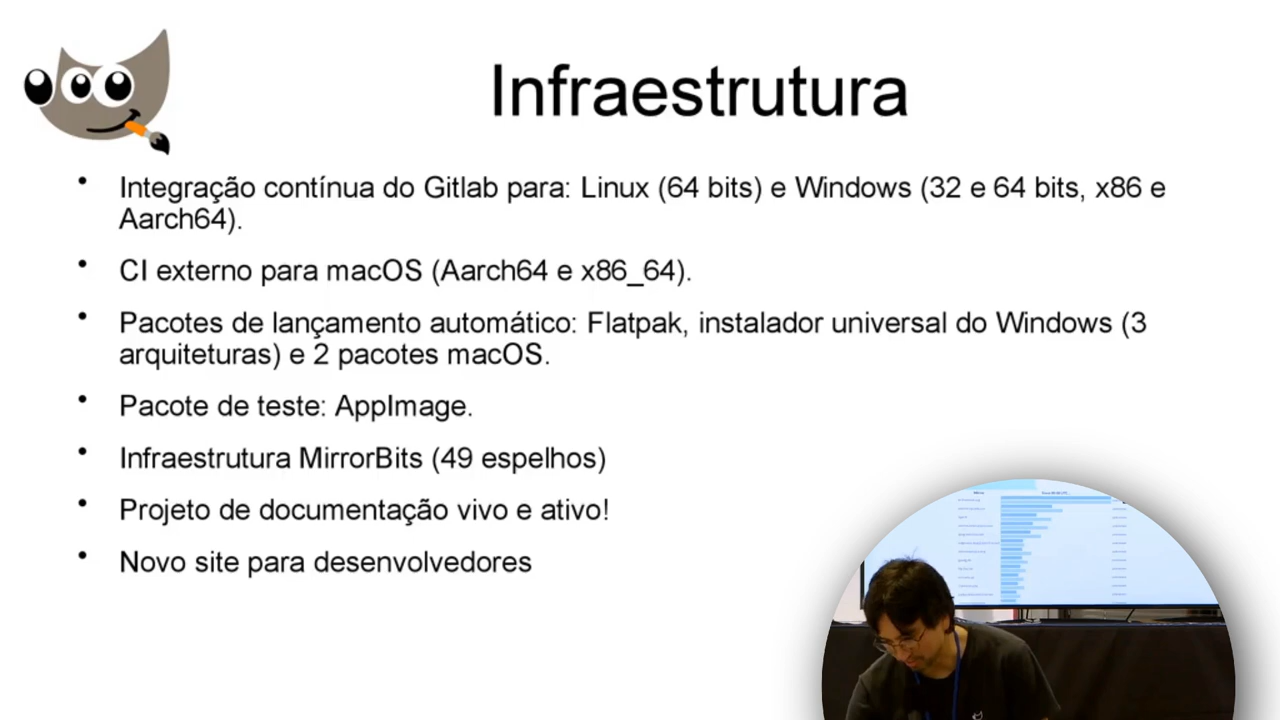 Infraestrutura
• Integração contínua do Gitlab para: Linux (64 bits) e Windows (32 e 64 bits, x86 e
Aarch64).
• CI externo para macOS (Aarch64 e x86_64).
• Pacotes de lançamento automático: Flatpak, instalador universal do Windows (3
arquiteturas) e 2 pacotes macOS.
• Pacote de teste: AppImage.
• Infraestrutura MirrorBits (49 espelhos)
• Projeto de documentação vivo e ativo!
• Novo site para desenvolvedores